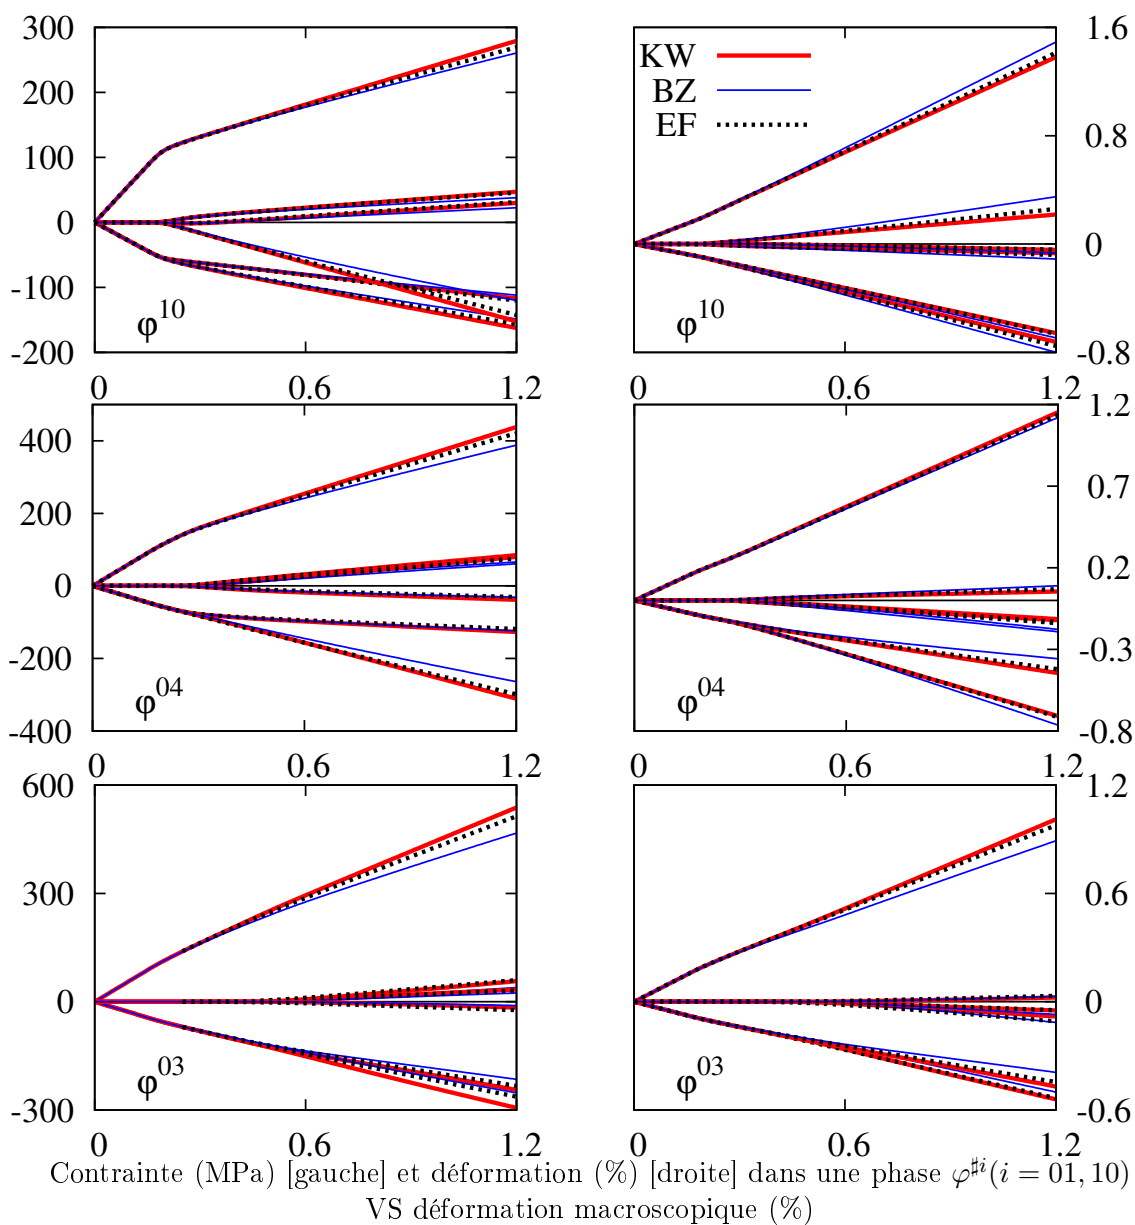 300
200
100
0
-100
-200
φ10
0 0.6 1.2
KW
BZ
EF
1.6
0.8
0
-0.8
φ10
0 0.6 1.2
400
200
0
-200
-400
φ04
0 0.6 1.2
1.2
0.7
0.2
-0.3
-0.8
φ04
0 0.6 1.2
600
300
0
-300
φ03
0 0.6 1.2
1.2
0.6
0
-0.6
φ03
0 0.6 1.2
Contrainte (MPa) [gauche] et déformation (%) [droite] dans une phase φ♯i(i = 01, 10)
VS déformation macroscopique (%)